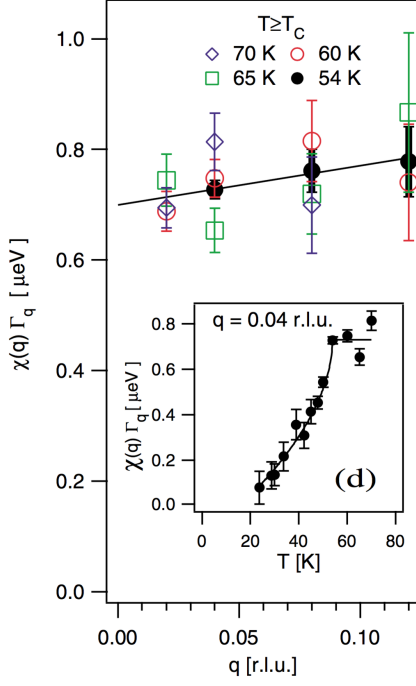 T≥T_C
70 K 60 K
65 K 54 K
1.0
0.8
0.6
0.4
0.2
0.0
χ(q) Γ_q [ μeV ]
q = 0.04 r.l.u.
0.8
0.6
0.4
0.2
0.0
χ(q) Γ_q [ μeV]
(d)
0 20 40 60 80
T [K]
0.00 0.05 0.10
q [r.l.u.]